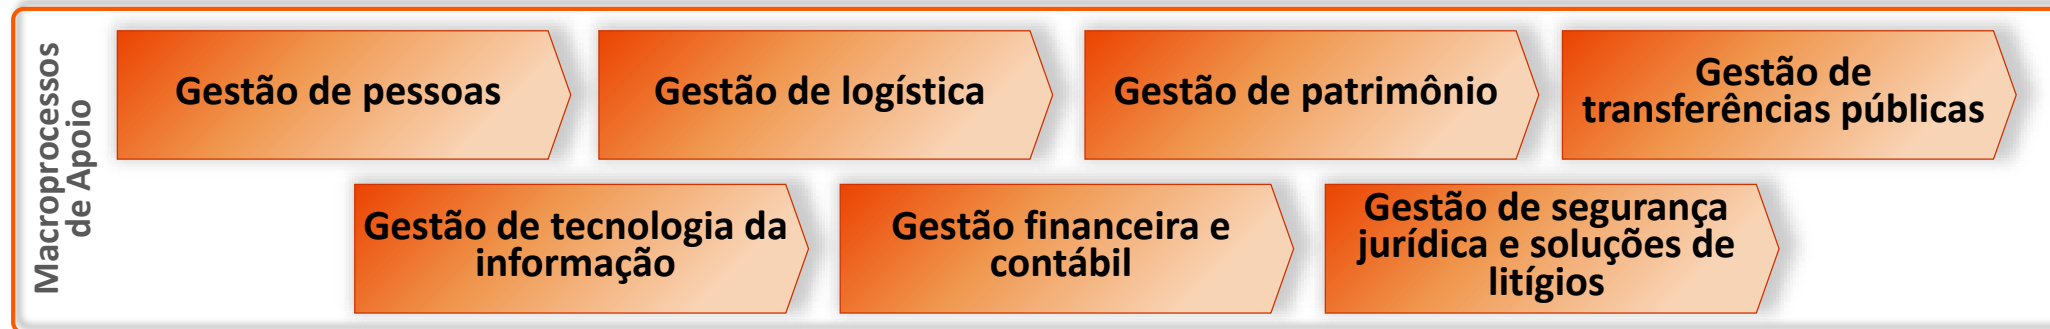 Macroprocessos
de Apoio
Gestão de pessoas
Gestão de logística
Gestão de patrimônio
Gestão de
transferências públicas
Gestão de tecnologia da
informação
Gestão financeira e
contábil
Gestão de segurança
jurídica e soluções de
litígios